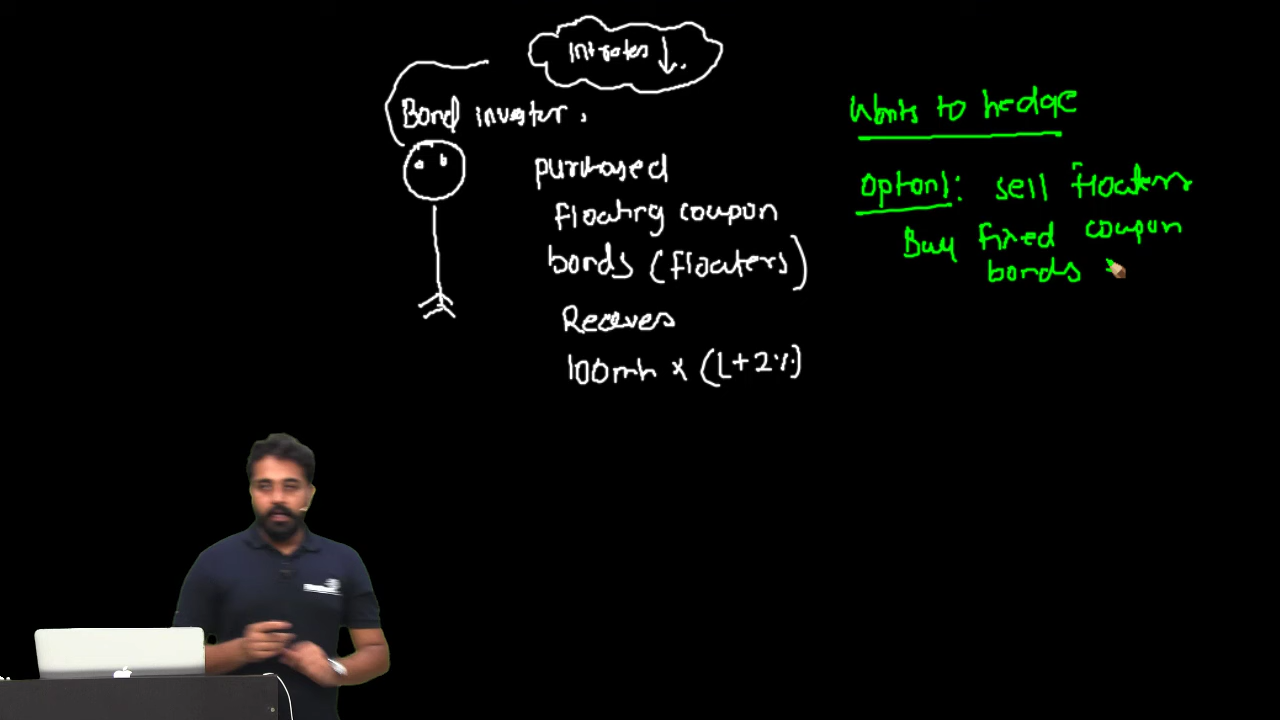 Int rates ↓.
Bond investor.
purchased
floating coupon
bonds (floaters)
Receives
100mln x (L+2%)
Wants to hedge
Option1: sell floaters
Buy fixed coupon
bonds